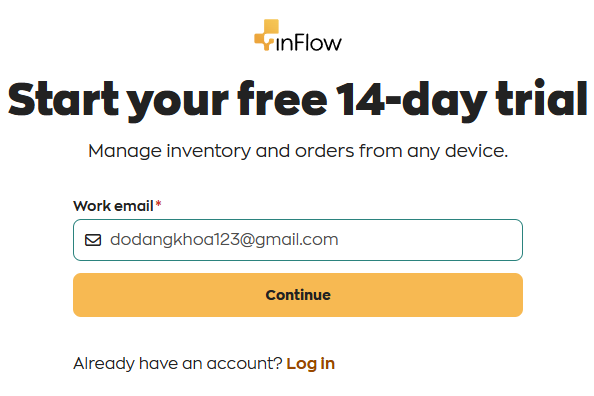 inFlow
Start your free 14-day trial
Manage inventory and orders from any device.
Work email*
dodangkhoa123@gmail.com
Continue
Already have an account? Log in